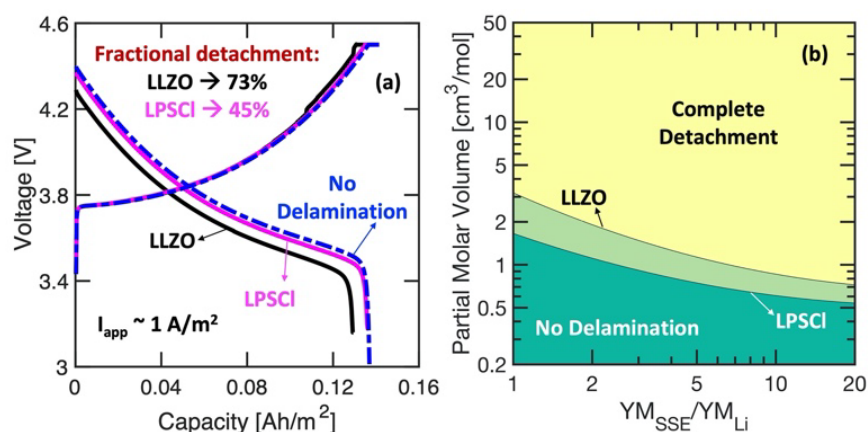 4.6
4.2
3.8
3.4
3
Voltage [V]
Fractional detachment:
LLZO → 73%
LPSCl → 45%
(a)
No
Delamination
LLZO
LPSCl
I_app ~ 1 A/m²
0
0.04
0.08
0.12
0.16
Capacity [Ah/m²]
50
20
10
5
2
1
0.5
0.2
Partial Molar Volume [cm³/mol]
(b)
Complete
Detachment
LLZO
LPSCl
No Delamination
1
2
5
10
20
YM_SSE/YM_Li